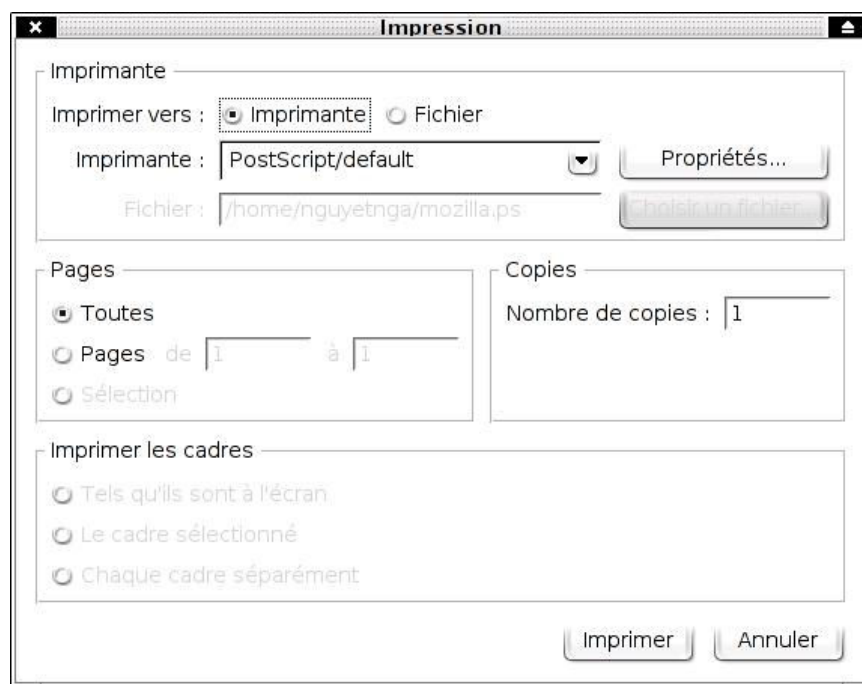 Impression
Imprimante
Imprimer vers : Imprimante Fichier
Imprimante : PostScript/default Propriétés...
Fichier : /home/nguyetnga/mozilla.ps Choisir un fichier...
Pages
Toutes
Pages de 1 à 1
Sélection
Copies
Nombre de copies : 1
Imprimer les cadres
Tels qu'ils sont à l'écran
Le cadre sélectionné
Chaque cadre séparément
Imprimer Annuler